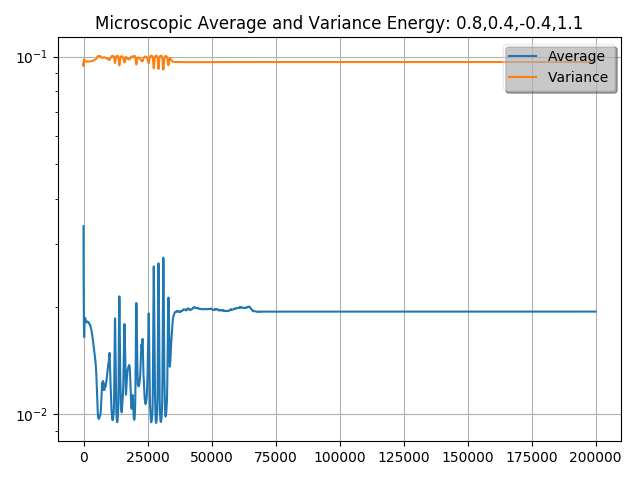 Microscopic Average and Variance Energy: 0.8,0.4,-0.4,1.1
10⁻¹
Average
Variance
10⁻²
0 25000 50000 75000 100000 125000 150000 175000 200000